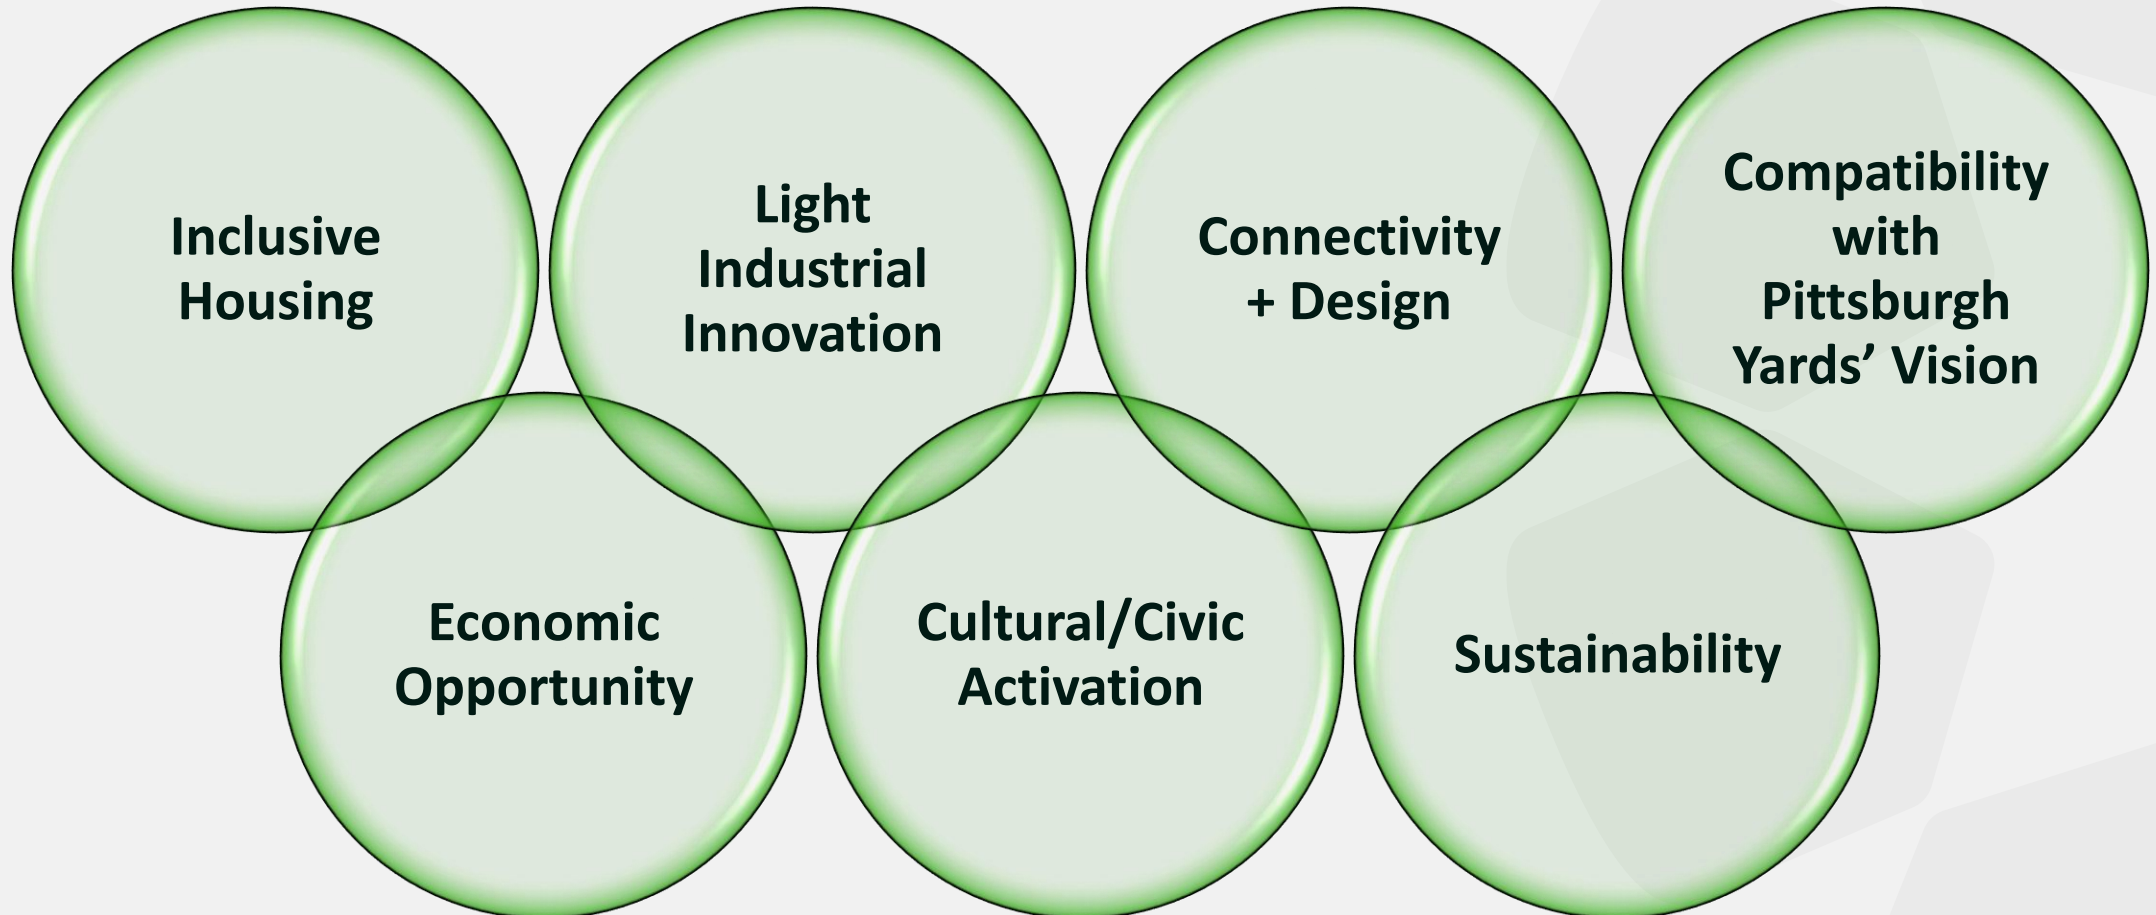 Inclusive
Housing
Light
Industrial
Innovation
Connectivity
+ Design
Compatibility
with
Pittsburgh
Yards’ Vision
Economic
Opportunity
Cultural/Civic
Activation
Sustainability